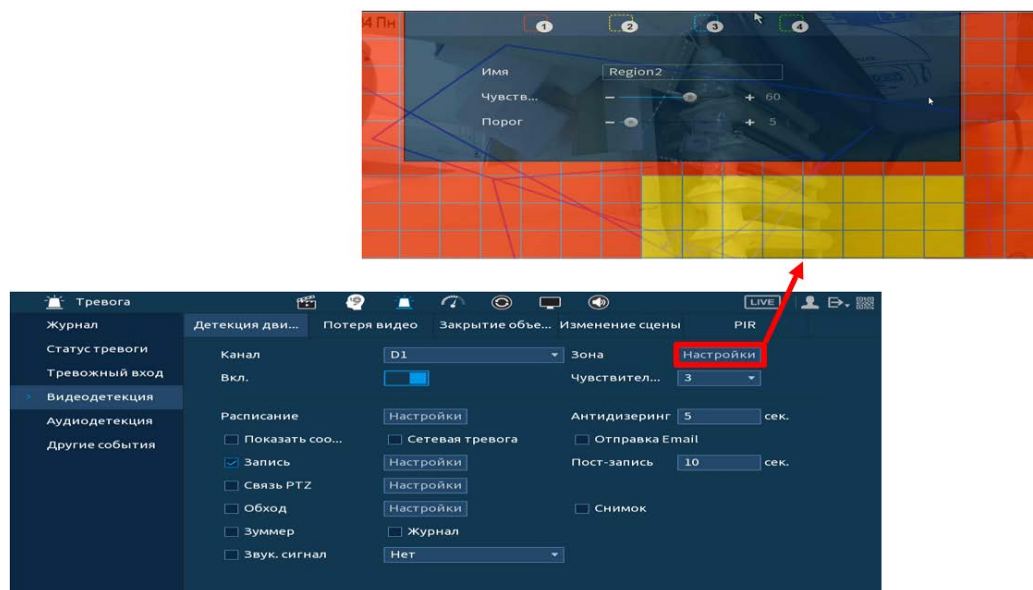 4 Пн
1 2 3 4
Имя Region2
Чувств... − + 60
Порог − + 5
Тревога LIVE
Журнал Детекция дви... Потеря видео Закрытие объе... Изменение сцены PIR
Статус тревоги Канал D1 Зона Настройки
Тревожный вход Вкл. Чувствител... 3
Видеодетекция
Аудиодетекция Расписание Настройки Антидизеринг 5 сек.
Другие события Показать соо... Сетевая тревога Отправка Email
Запись Настройки Пост-запись 10 сек.
Связь PTZ Настройки
Обход Настройки Снимок
Зуммер Журнал
Звук. сигнал Нет